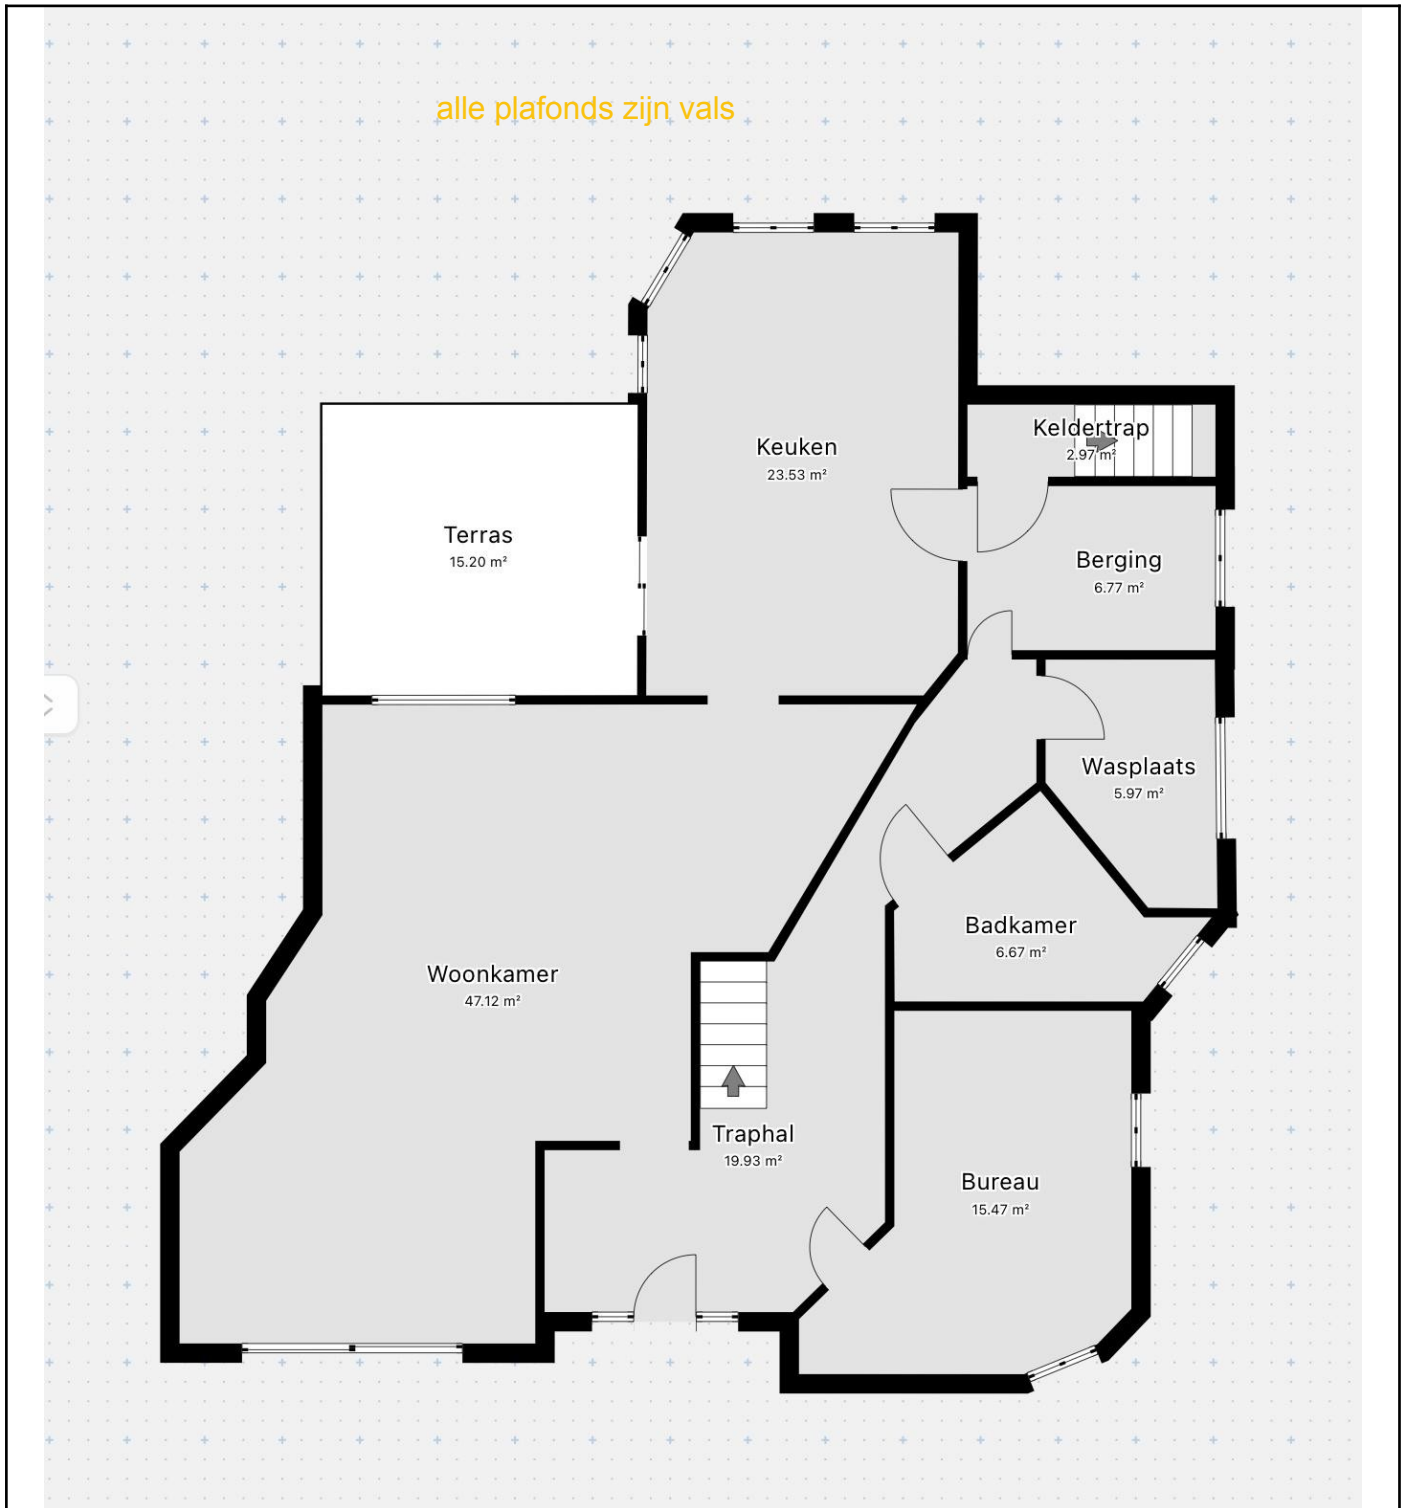 alle plafonds zijn vals
Keuken
23.53 m²
Keldertrap
2.97 m²
Terras
15.20 m²
Berging
6.77 m²
Wasplaats
5.97 m²
Badkamer
6.67 m²
Woonkamer
47.12 m²
Traphal
19.93 m²
Bureau
15.47 m²